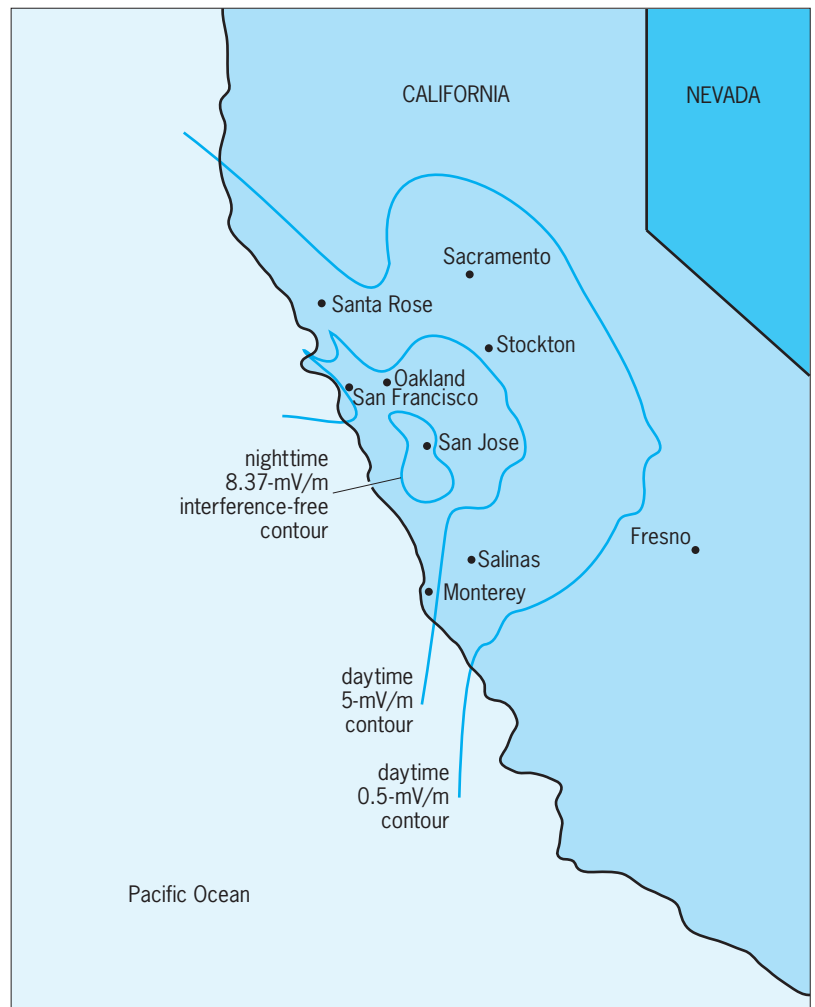 CALIFORNIA
NEVADA
Sacramento
Santa Rose
Stockton
Oakland
San Francisco
San Jose
nighttime
8.37-mV/m
interference-free
contour
Fresno
Salinas
Monterey
daytime
5-mV/m
contour
daytime
0.5-mV/m
contour
Pacific Ocean